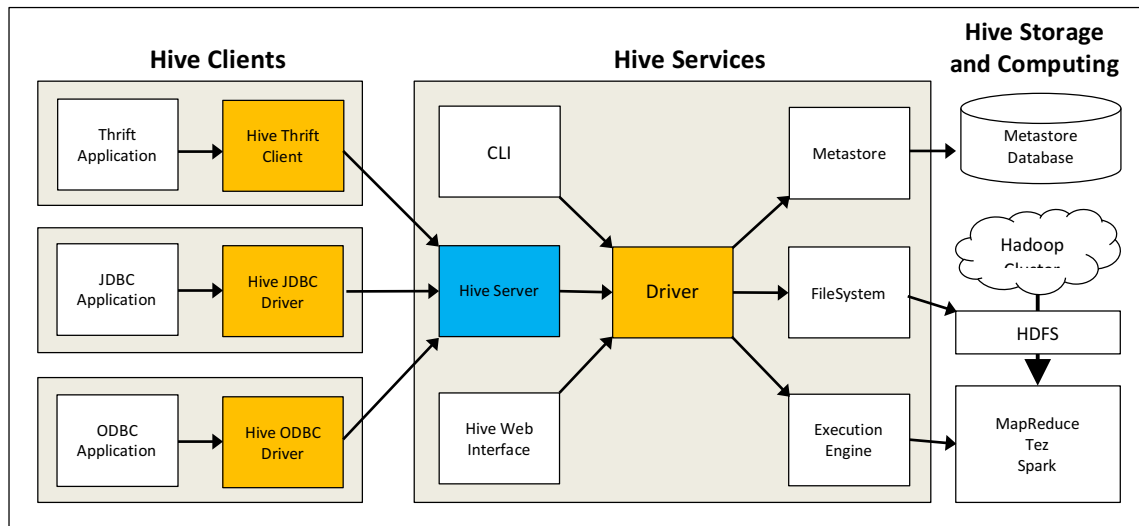 Hive Clients
Hive Services
Hive Storage
and Computing
Thrift
Application
Hive Thrift
Client
JDBC
Application
Hive JDBC
Driver
ODBC
Application
Hive ODBC
Driver
CLI
Hive Server
Hive Web
Interface
Driver
Metastore
FileSystem
Execution
Engine
Metastore
Database
Hadoop
Cluster
HDFS
MapReduce
Tez
Spark